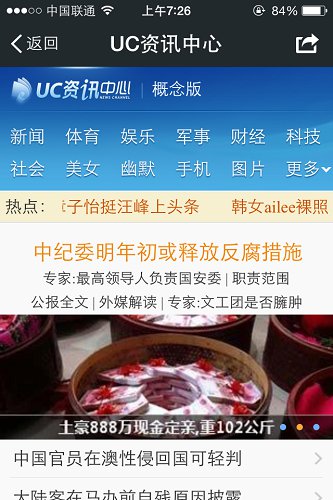 中国联通 上午7:26 84%
返回 UC资讯中心
UC资讯中心 NEWS CHANNEL 概念版
新闻 体育 娱乐 军事 财经 科技
社会 美女 幽默 手机 图片 更多
热点： 章子怡挺汪峰上头条 韩女ailee裸照
中纪委明年初或释放反腐措施
专家:最高领导人负责国安委 | 职责范围
公报全文 | 外媒解读 | 专家:文工团是否臃肿
土豪888万现金定亲,重102公斤
中国官员在澳性侵回国可轻判
大陆客在马办前自残原因披露